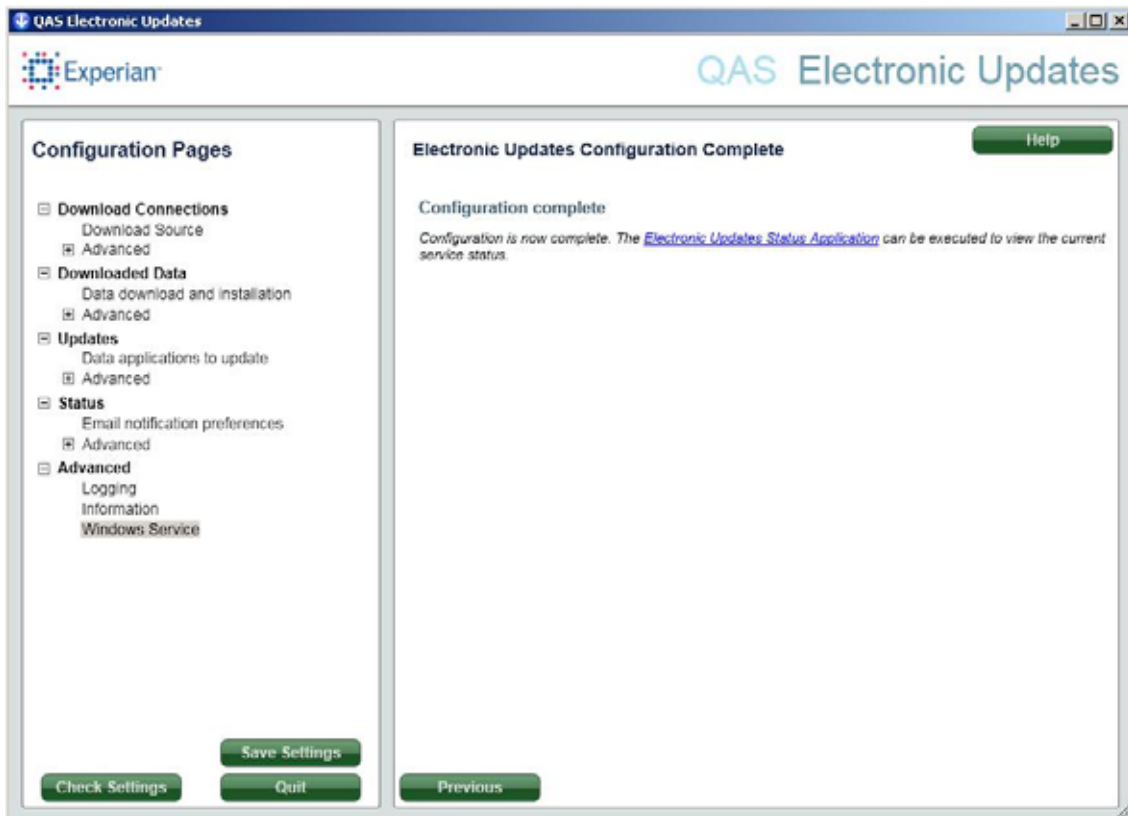 QAS Electronic Updates
Experian
QAS Electronic Updates
Configuration Pages
Download Connections
Download Source
Advanced
Downloaded Data
Data download and installation
Advanced
Updates
Data applications to update
Advanced
Status
Email notification preferences
Advanced
Advanced
Logging
Information
Windows Service
Save Settings
Check Settings
Quit
Help
Electronic Updates Configuration Complete
Configuration complete
Configuration is now complete. The Electronic Updates Status Application can be executed to view the current
service status.
Previous